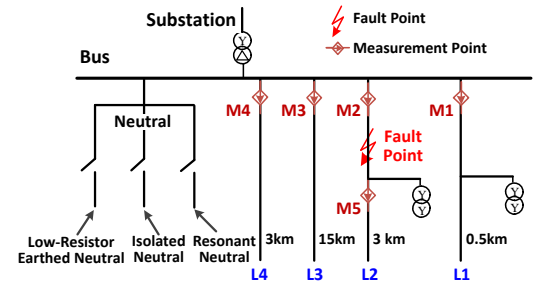 Substation
Fault Point
Y
Measurement Point
Bus
M4
M3
M2
M1
Neutral
Fault
Point
Y
Y
Y
Y
M5
Low-Resistor
Earthed Neutral
Isolated
Neutral
Resonant
Neutral
3km
15km
3 km
0.5km
L4
L3
L2
L1